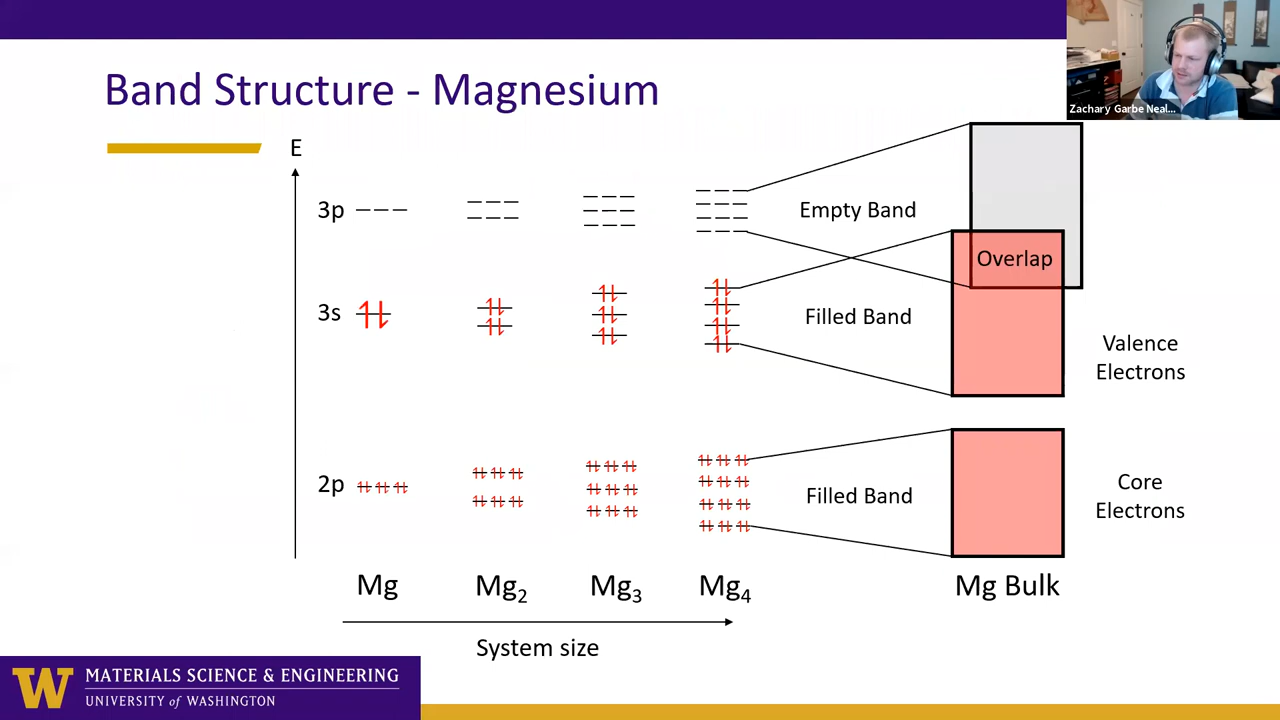 Band Structure - Magnesium
Zachary Garbe Neal...
E
3p
Empty Band
Overlap
3s
Filled Band
Valence
Electrons
2p
Filled Band
Core
Electrons
Mg
Mg₂
Mg₃
Mg₄
Mg Bulk
System size
W
MATERIALS SCIENCE & ENGINEERING
UNIVERSITY of WASHINGTON